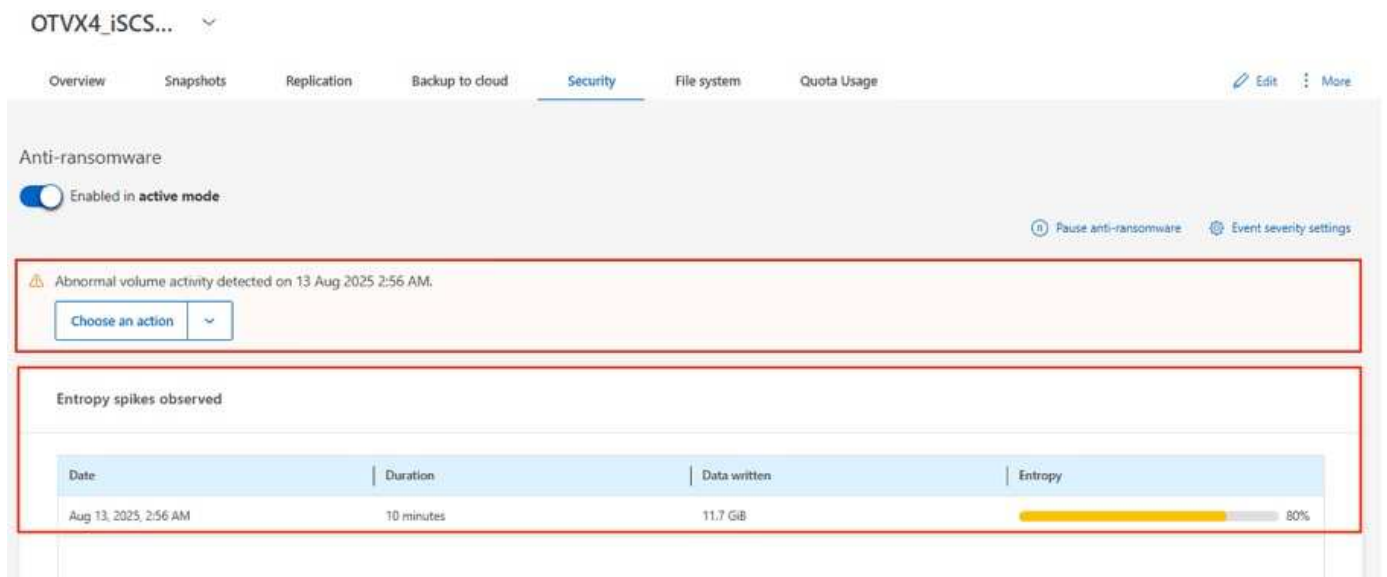 OTVX4_iSCS...
Overview Snapshots Replication Backup to cloud Security File system Quota Usage Edit More
Anti-ransomware
Enabled in active mode
Pause anti-ransomware Event severity settings
Abnormal volume activity detected on 13 Aug 2025 2:56 AM.
Choose an action
Entropy spikes observed
Date Duration Data written Entropy
Aug 13, 2025, 2:56 AM 10 minutes 11.7 GiB 80%